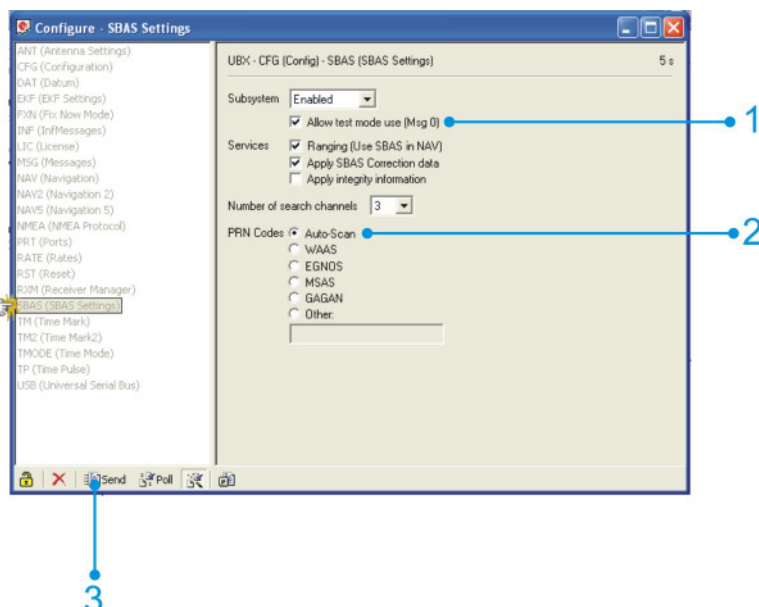 Configure - SBAS Settings
ANT (Antenna Settings)
CFG (Configuration)
DAT (Datum)
EKF (EKF Settings)
FXN (Fix Now Mode)
INF (InfMessages)
LIC (License)
MSG (Messages)
NAV (Navigation)
NAV2 (Navigation 2)
NAV5 (Navigation 5)
NMEA (NMEA Protocol)
PRT (Ports)
RATE (Rates)
RST (Reset)
RXM (Receiver Manager)
SBAS (SBAS Settings)
TM (Time Mark)
TM2 (Time Mark2)
TMODE (Time Mode)
TP (Time Pulse)
USB (Universal Serial Bus)
UBX - CFG (Config) - SBAS (SBAS Settings) 5 s
Subsystem Enabled
Allow test mode use (Msg 0) 1
Services Ranging (Use SBAS in NAV)
Apply SBAS Correction data
Apply integrity information
Number of search channels 3
PRN Codes Auto-Scan 2
WAAS
EGNOS
MSAS
GAGAN
Other:
Send Poll
3